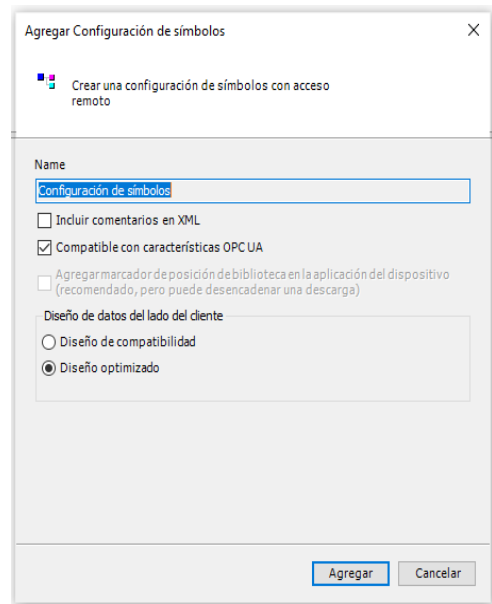 Agregar Configuración de símbolos
Crear una configuración de símbolos con acceso
remoto
Name
Configuración de símbolos
Incluir comentarios en XML
Compatible con características OPC UA
Agregar marcador de posición de biblioteca en la aplicación del dispositivo
(recomendado, pero puede desencadenar una descarga)
Diseño de datos del lado del cliente
Diseño de compatibilidad
Diseño optimizado
Agregar Cancelar